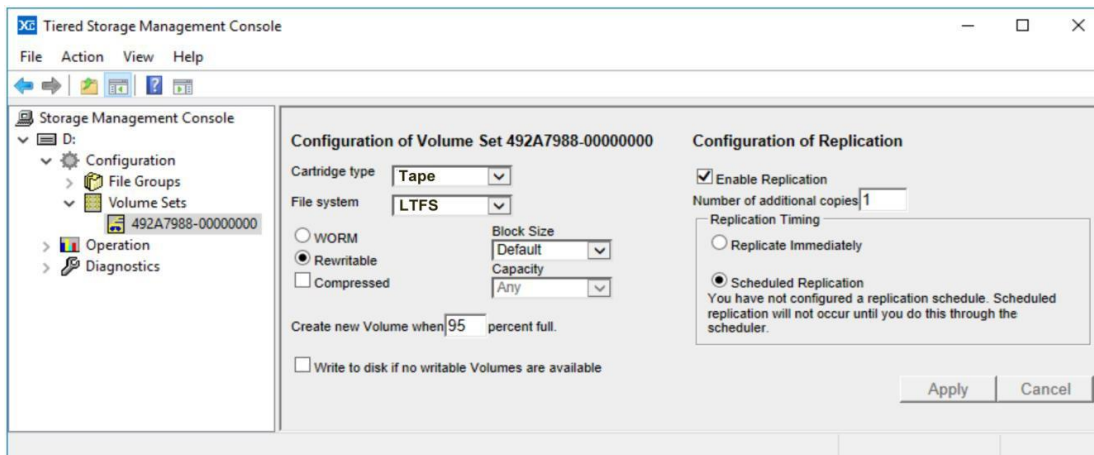 Tiered Storage Management Console
File Action View Help
Storage Management Console
D:
Configuration
File Groups
Volume Sets
492A7988-00000000
Operation
Diagnostics
Configuration of Volume Set 492A7988-00000000
Cartridge type Tape
File system LTFS
WORM
Rewritable
Compressed
Block Size
Default
Capacity
Any
Create new Volume when 95 percent full.
Write to disk if no writable Volumes are available
Configuration of Replication
Enable Replication
Number of additional copies 1
Replication Timing
Replicate Immediately
Scheduled Replication
You have not configured a replication schedule. Scheduled
replication will not occur until you do this through the
scheduler.
Apply Cancel